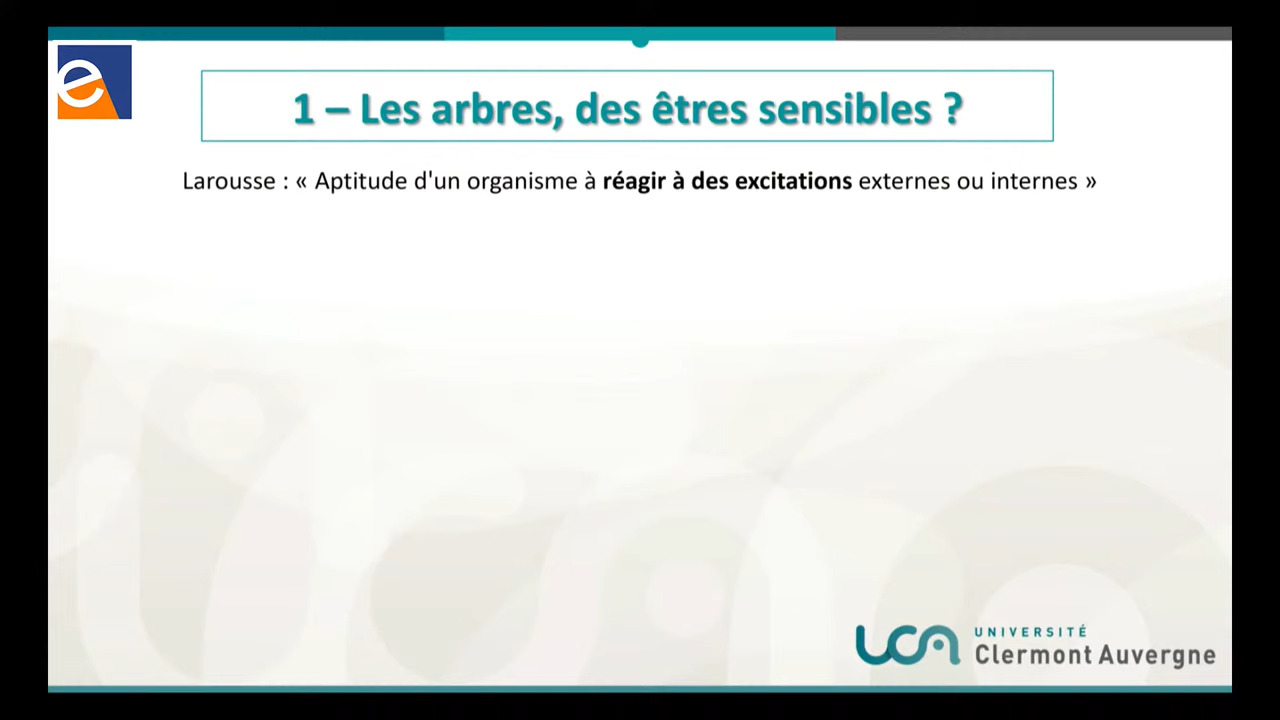 e
1 – Les arbres, des êtres sensibles ?
Larousse : « Aptitude d'un organisme à réagir à des excitations externes ou internes »
UCA UNIVERSITÉ
Clermont Auvergne